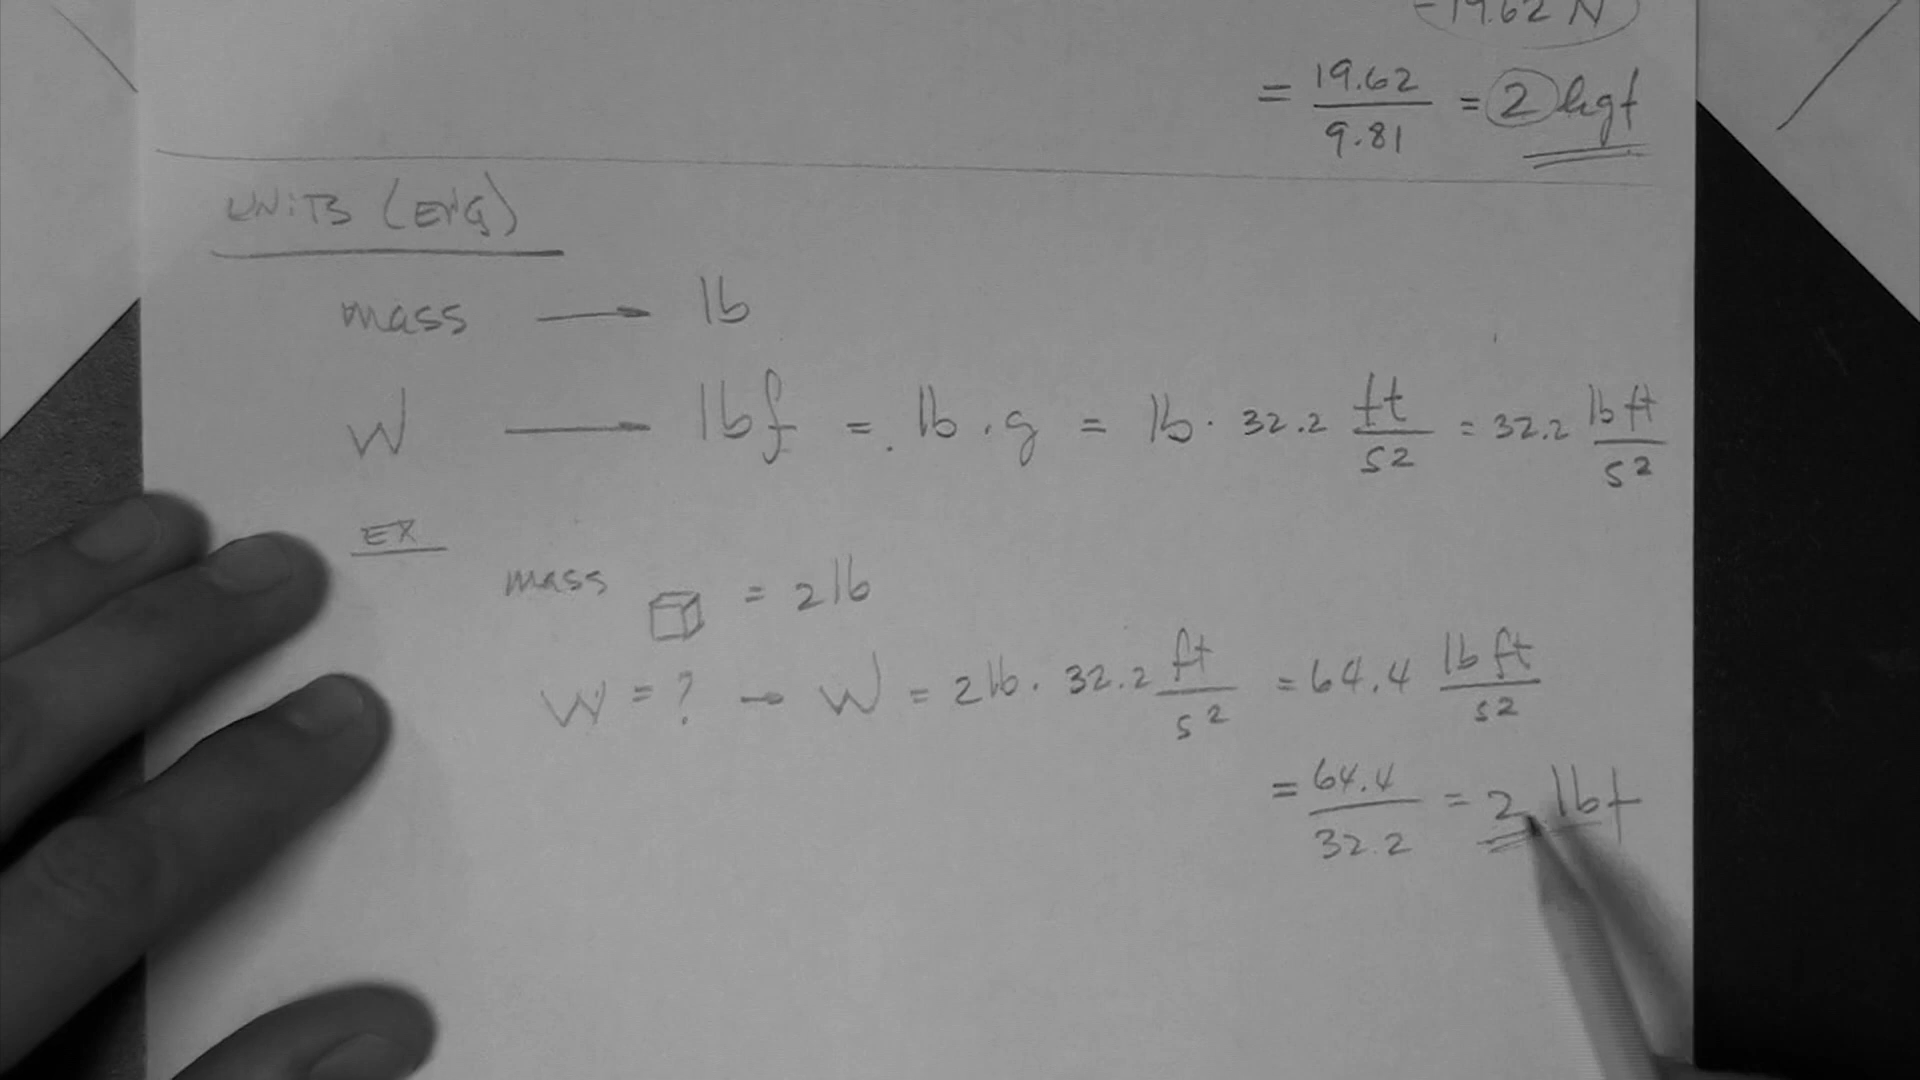 -19.62 N
= 19.62 / 9.81 = 2 kgf
UNITS (ENG)
mass → lb
W → lbf = lb . g = lb . 32.2 ft / s2 = 32.2 lb ft / s2
EX
mass = 2 lb
W = ? → W = 2 lb . 32.2 ft / s2 = 64.4 lb ft / s2
= 64.4 / 32.2 = 2 lbf